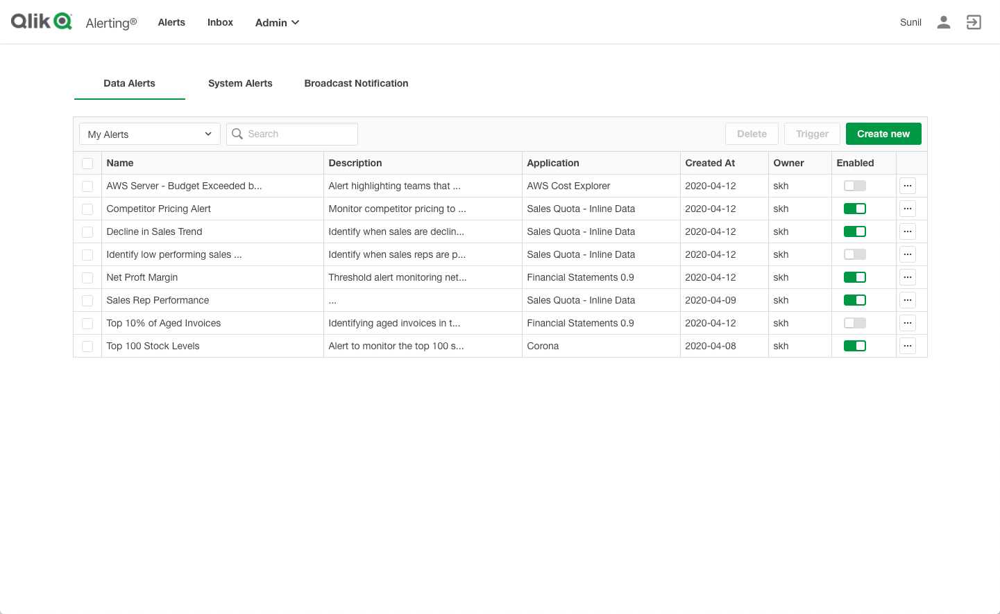 Qlik Alerting® Alerts Inbox Admin Sunil
Data Alerts System Alerts Broadcast Notification
My Alerts Search Delete Trigger Create new
Name Description Application Created At Owner Enabled
AWS Server - Budget Exceeded b... Alert highlighting teams that ... AWS Cost Explorer 2020-04-12 skh ...
Competitor Pricing Alert Monitor competitor pricing to ... Sales Quota - Inline Data 2020-04-12 skh ...
Decline in Sales Trend Identify when sales are declin... Sales Quota - Inline Data 2020-04-12 skh ...
Identify low performing sales ... Identify when sales reps are p... Sales Quota - Inline Data 2020-04-12 skh ...
Net Proft Margin Threshold alert monitoring net... Financial Statements 0.9 2020-04-12 skh ...
Sales Rep Performance ... Sales Quota - Inline Data 2020-04-09 skh ...
Top 10% of Aged Invoices Identifying aged invoices in t... Financial Statements 0.9 2020-04-12 skh ...
Top 100 Stock Levels Alert to monitor the top 100 s... Corona 2020-04-08 skh ...